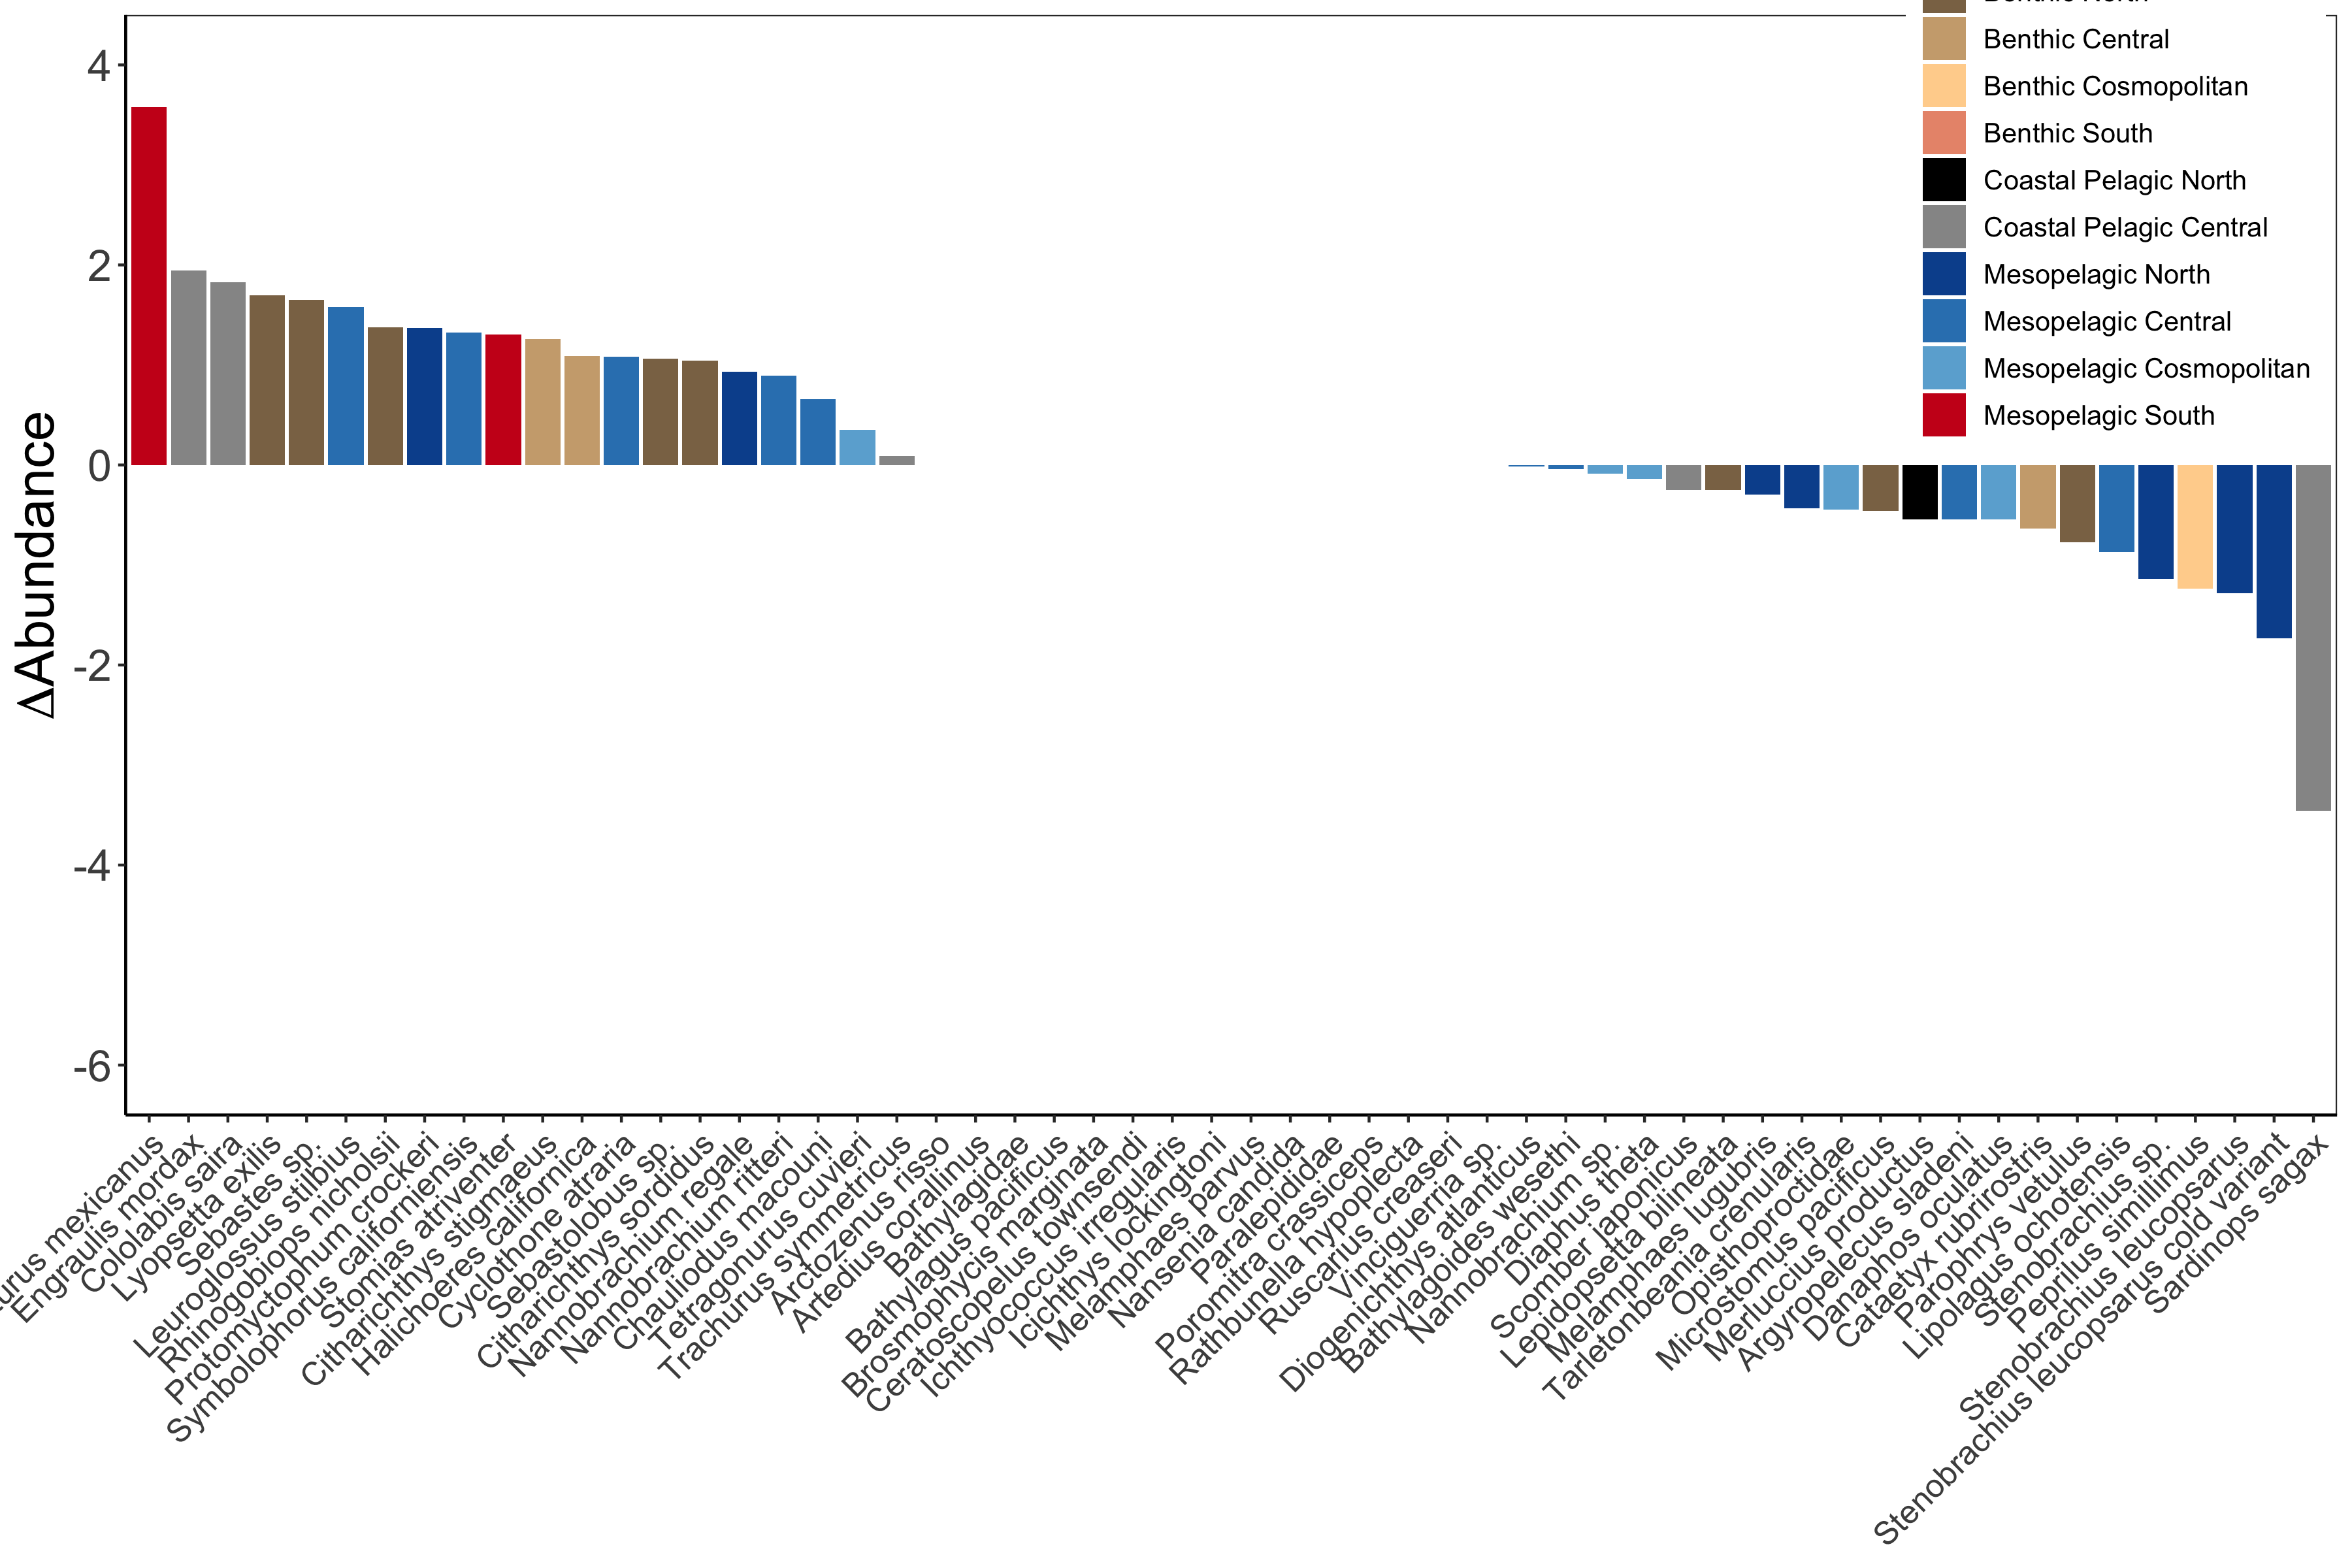 Benthic North
Benthic Central
Benthic Cosmopolitan
Benthic South
Coastal Pelagic North
Coastal Pelagic Central
Mesopelagic North
Mesopelagic Central
Mesopelagic Cosmopolitan
Mesopelagic South
ΔAbundance
4
2
0
-2
-4
-6
mexicanus
Engraulis mordax
Cololabis saira
Lyopsetta exilis
Sebastes sp.
Leuroglossus stilbius
Rhinogobiops nicholsii
Protomyctophum crockeri
Symbolophorus californiensis
Stomias atriventer
Citharichthys stigmaeus
Halichoeres californica
Cyclothone atraria
Sebastolobus sp.
Citharichthys sordidus
Nannobrachium regale
Nannobrachium ritteri
Chauliodus macouni
Tetragonurus cuvieri
Trachurus symmetricus
Arctozenus risso
Artedius corallinus
Bathylagidae
Bathylagus pacificus
Brosmophycis marginata
Ceratoscopelus townsendi
Ichthyococcus irregularis
Icichthys lockingtoni
Melamphaes parvus
Nansenia candida
Paralepididae
Poromitra crassiceps
Rathbunella hypoplecta
Ruscarius creaseri
Vinciguerria sp.
Diogenichthys atlanticus
Bathylagoides wesethi
Nannobrachium sp.
Diaphus theta
Scomber japonicus
Lepidopsetta bilineata
Melamphaes lugubris
Tarletonbeania crenularis
Opisthoproctidae
Microstomus pacificus
Merluccius productus
Argyropelecus sladeni
Danaphos oculatus
Cataetyx rubrirostris
Parophrys vetulus
Lipolagus ochotensis
Stenobrachius sp.
Peprilus simillimus
Stenobrachius leucopsarus
Stenobrachius leucopsarus cold variant
Sardinops sagax